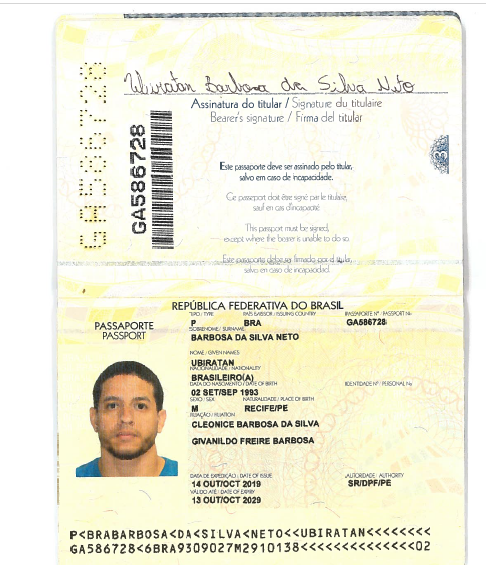 Ubiratan Barbosa da Silva Neto
Assinatura do titular / Signature du titulaire
Bearer's signature / Firma del titular
GA586728
GA586728
Este passaporte deve ser assinado pelo titular,
salvo em caso de incapacidade.
Ce passeport doit être signé par le titulaire,
sauf en cas d'incapacité
This passport must be signed,
except where the bearer is unable to do so
Este pasaporte debe ser firmado por el titular,
salvo en caso de incapacidad.
REPÚBLICA FEDERATIVA DO BRASIL
PASSAPORTE
PASSPORT
TIPO / TYPE PAÍS EMISSOR / ISSUING COUNTRY PASSAPORTE Nº / PASSPORT No
P BRA GA586728
SOBRENOME / SURNAME
BARBOSA DA SILVA NETO
NOME / GIVEN NAMES
UBIRATAN
NACIONALIDADE / NATIONALITY
BRASILEIRO(A)
DATA DO NASCIMENTO / DATE OF BIRTH IDENTIDADE Nº / PERSONAL No
02 SET/SEP 1993
SEXO / SEX NATURALIDADE / PLACE OF BIRTH
M RECIFE/PE
FILIAÇÃO / FILIATION
CLEONICE BARBOSA DA SILVA
GIVANILDO FREIRE BARBOSA
DATA DE EXPEDIÇÃO / DATE OF ISSUE AUTORIDADE / AUTHORITY
14 OUT/OCT 2019 SR/DPF/PE
VÁLIDO ATÉ / DATE OF EXPIRY
13 OUT/OCT 2029
P<BRABARBOSA<DA<SILVA<NETO<<UBIRATAN<<<<<<<<
GA586728<6BRA9309027M2910138<<<<<<<<<<<<<<02